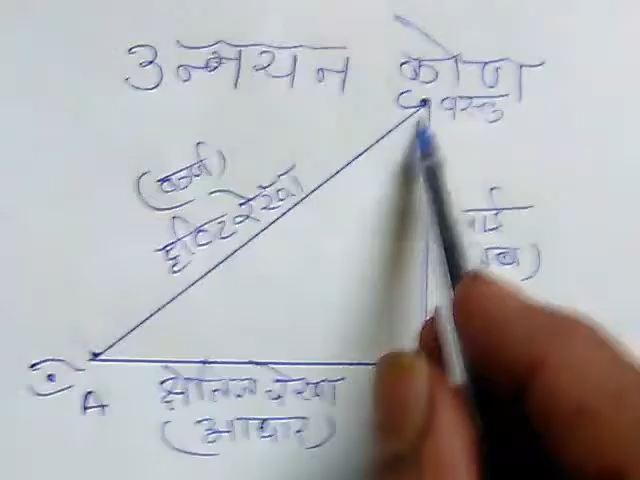 उन्नयन कोण
C वस्तु
(कर्ण)
दृष्टि रेखा
A
क्षैतिज रेखा
(आधार)